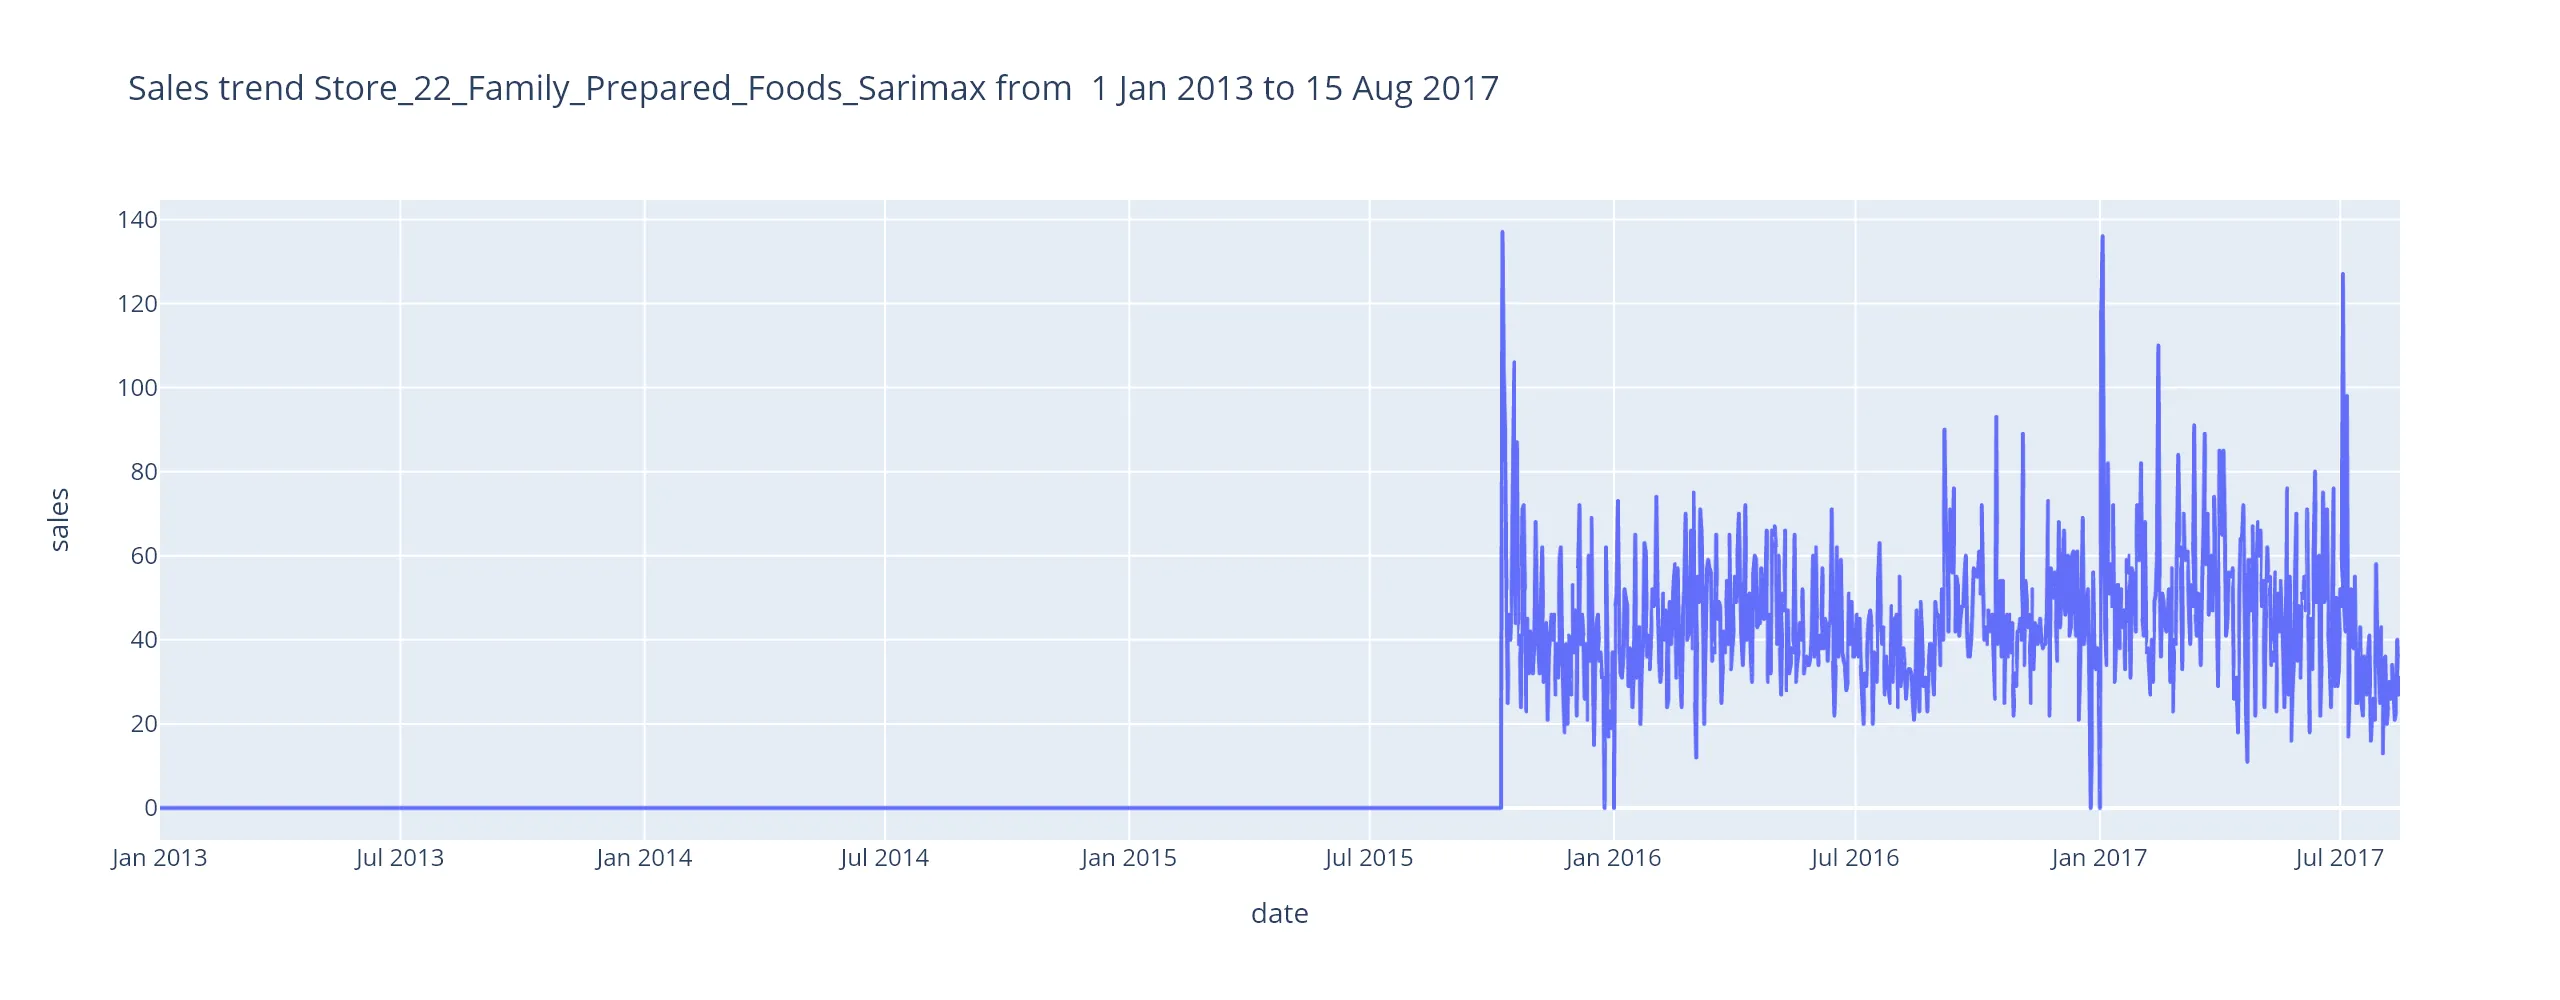 Sales trend Store_22_Family_Prepared_Foods_Sarimax from  1 Jan 2013 to 15 Aug 2017
140
120
100
80
60
40
20
0
sales
Jan 2013 Jul 2013 Jan 2014 Jul 2014 Jan 2015 Jul 2015 Jan 2016 Jul 2016 Jan 2017 Jul 2017
date